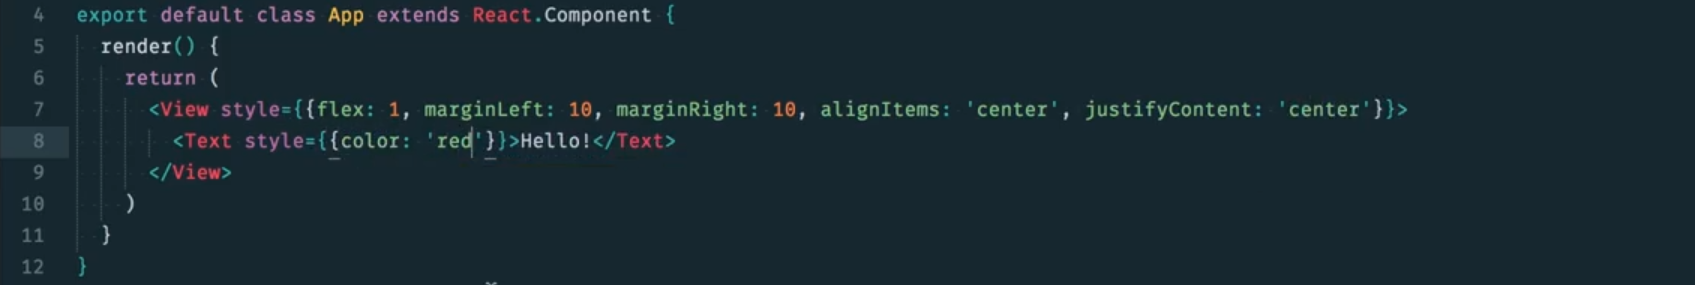 4 export default class App extends React.Component {
5 render() {
6 return (
7 <View style={{flex: 1, marginLeft: 10, marginRight: 10, alignItems: 'center', justifyContent: 'center'}}>
8 <Text style={{color: 'red'}}>Hello!</Text>
9 </View>
10 )
11 }
12 }